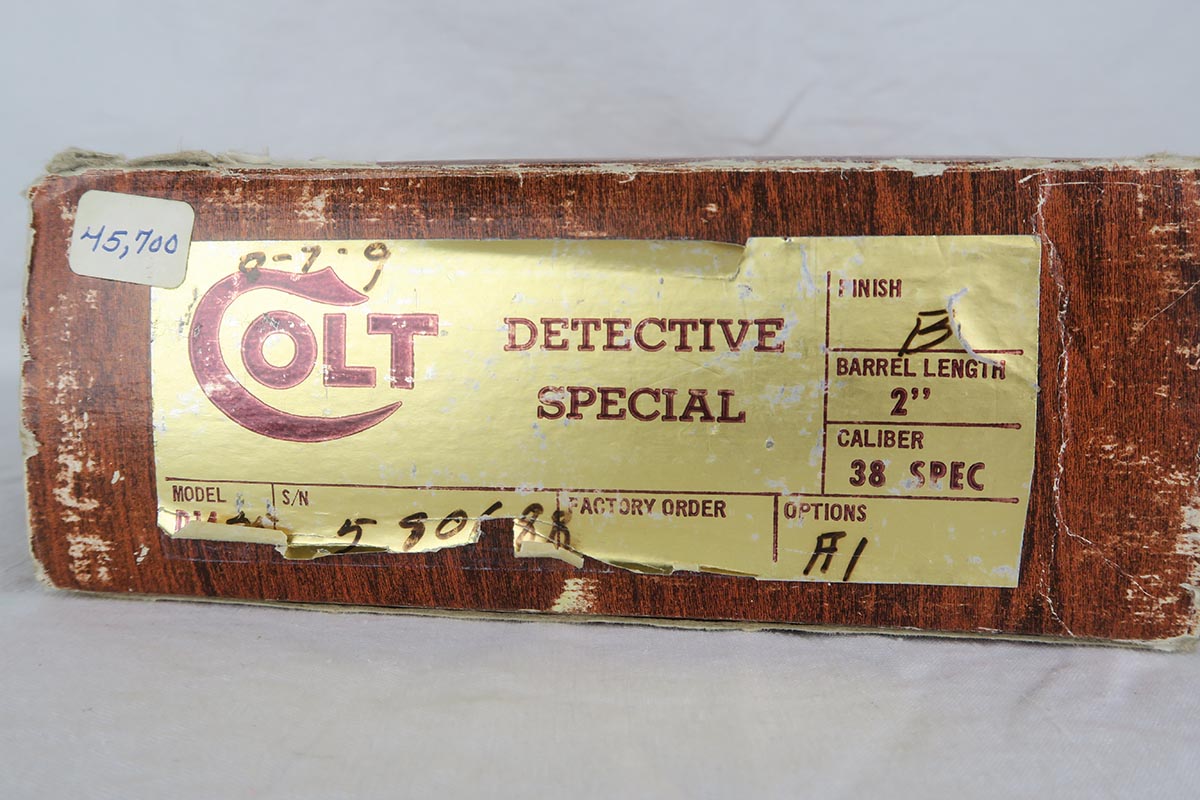 45,700
0-7-9
COLT
DETECTIVE
SPECIAL
FINISH
B
BARREL LENGTH
2"
CALIBER
38 SPEC
MODEL
S/N
FACTORY ORDER
OPTIONS
A1